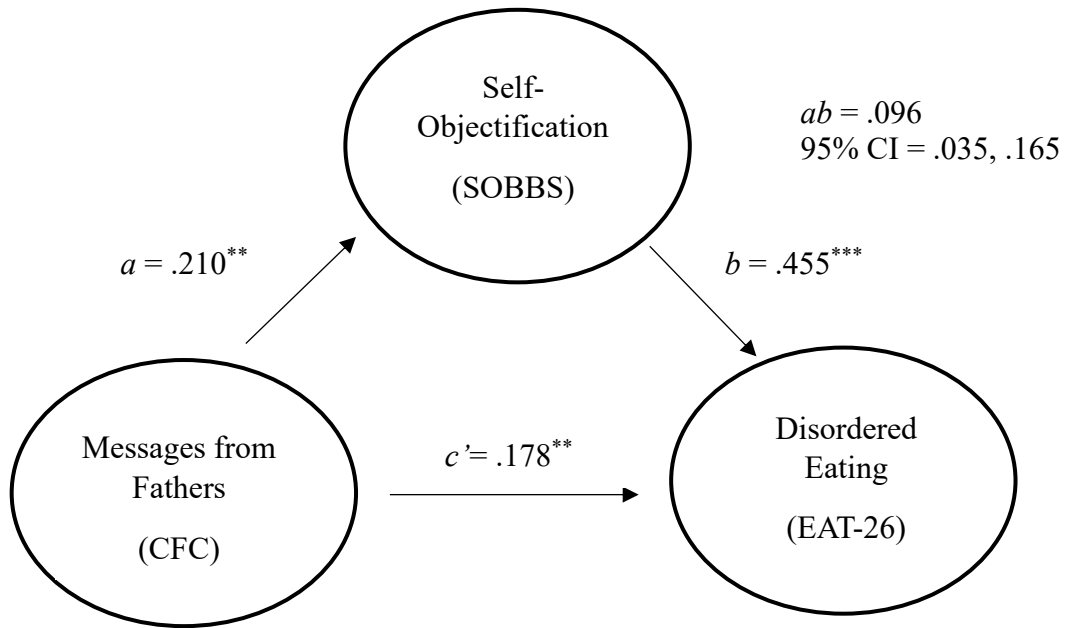 Self-
Objectification
(SOBBS)
ab = .096
95% CI = .035, .165
a = .210**
b = .455***
Messages from
Fathers
(CFC)
c’= .178**
Disordered
Eating
(EAT-26)